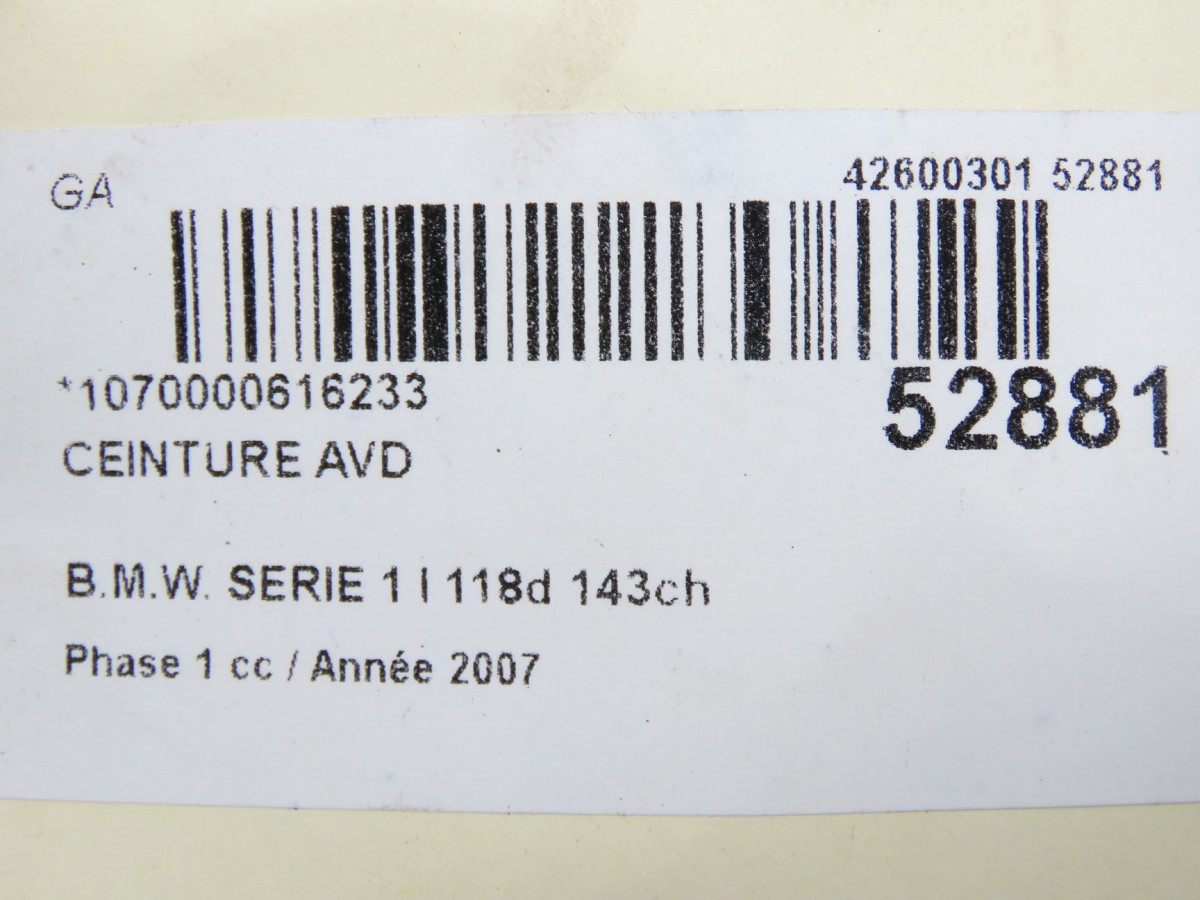 GA
42600301 52881
*1070000616233
52881
CEINTURE AVD
B.M.W. SERIE 1 I 118d 143ch
Phase 1 cc / Année 2007